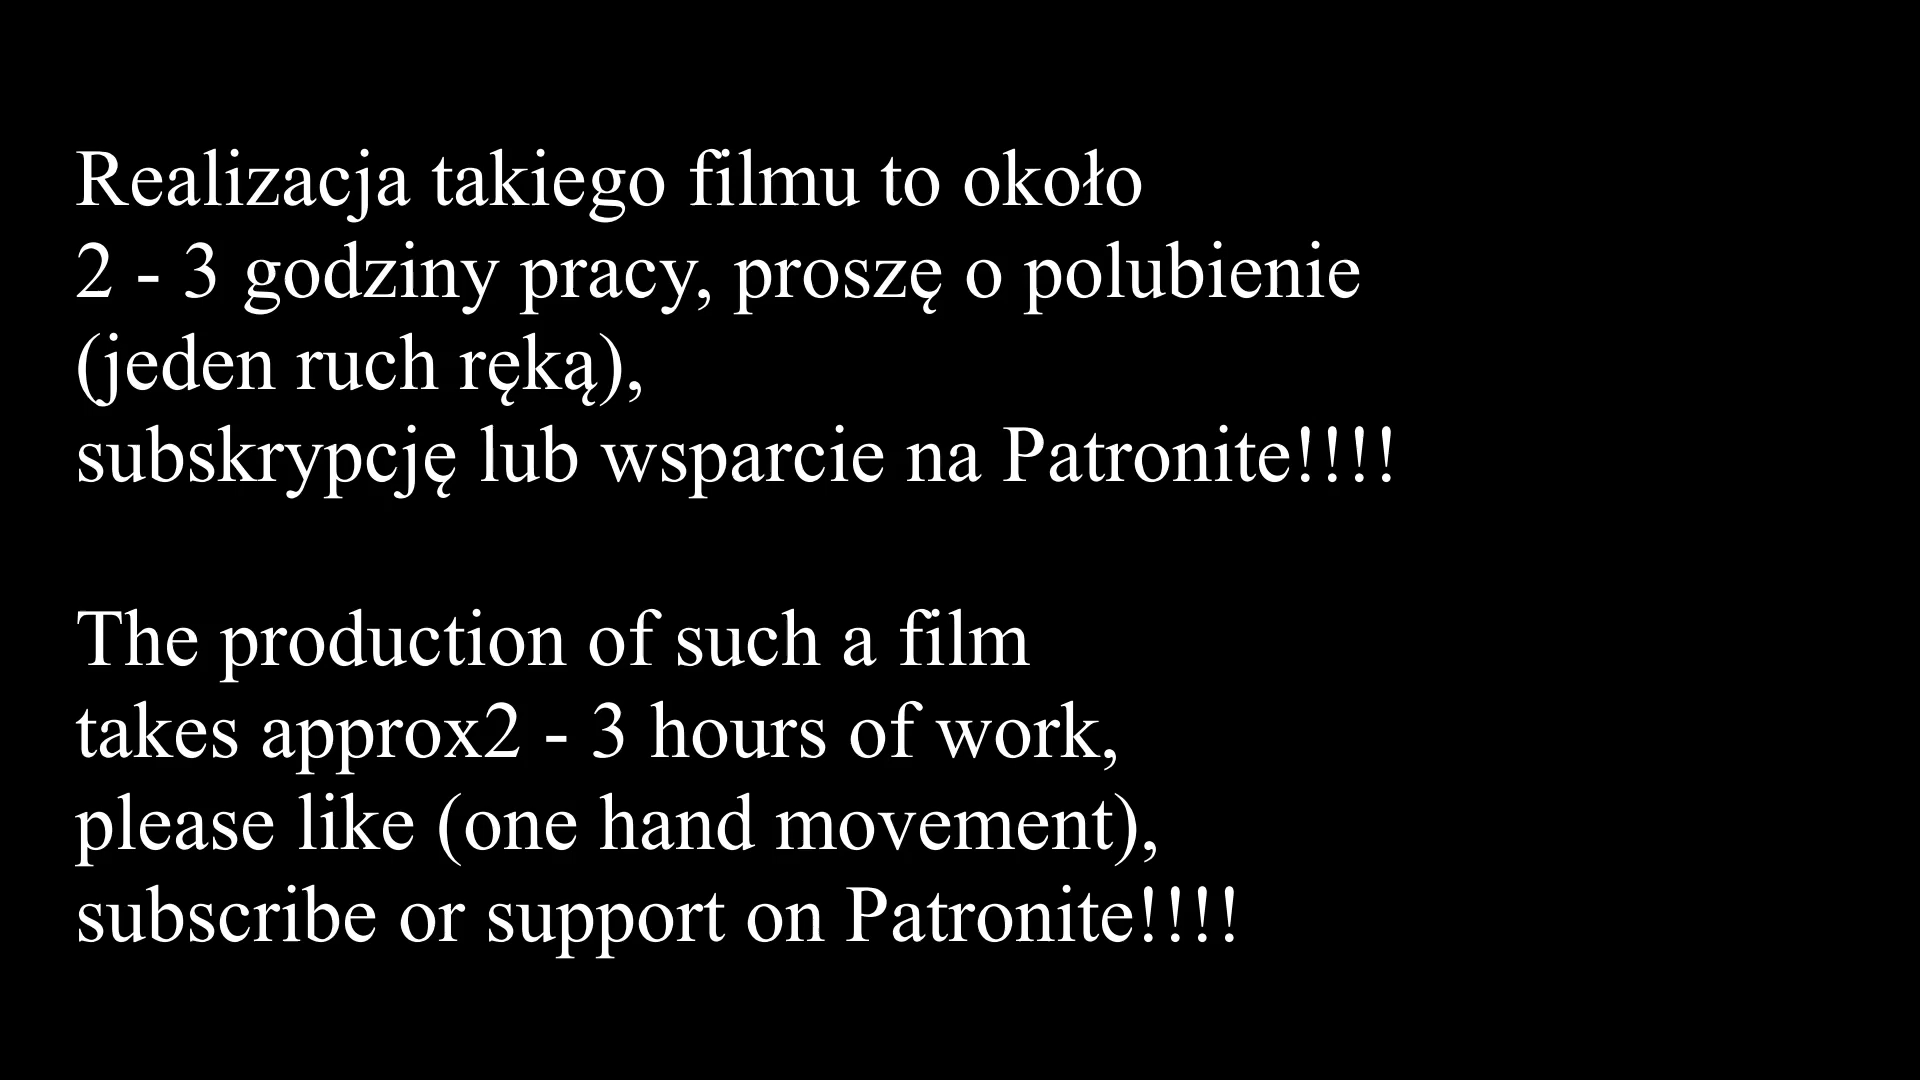 Realizacja takiego filmu to około
2 - 3 godziny pracy, proszę o polubienie
(jeden ruch ręką),
subskrypcję lub wsparcie na Patronite!!!!
The production of such a film
takes approx2 - 3 hours of work,
please like (one hand movement),
subscribe or support on Patronite!!!!